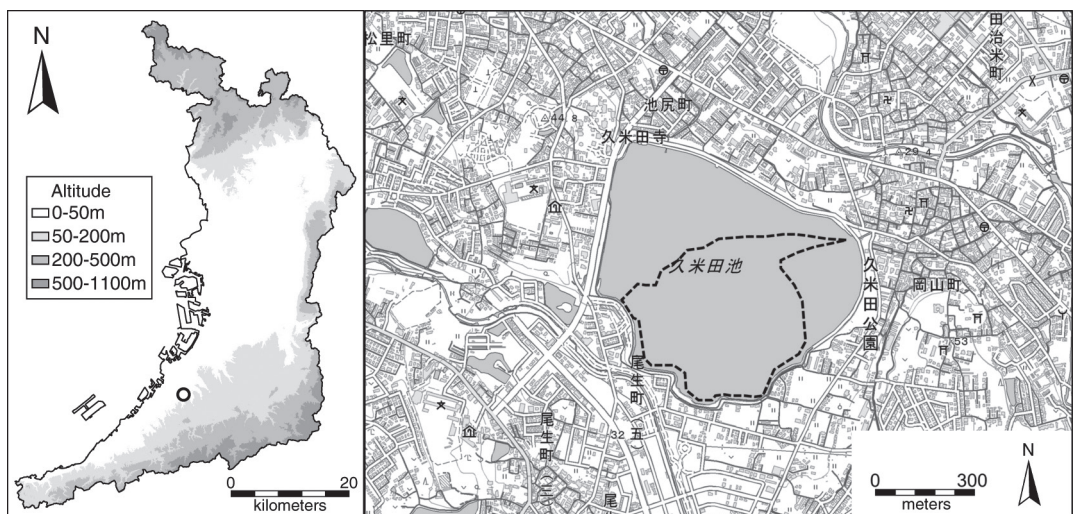 N
Altitude
0-50m
50-200m
200-500m
500-1100m
0
20
kilometers
松里町
池尻町
久米田寺
田治米町
44.8
29.4
久米田池
久米田公園
岡山町
53
尾生町
(五)
尾生町
(三)
32
尾
0
300
meters
N